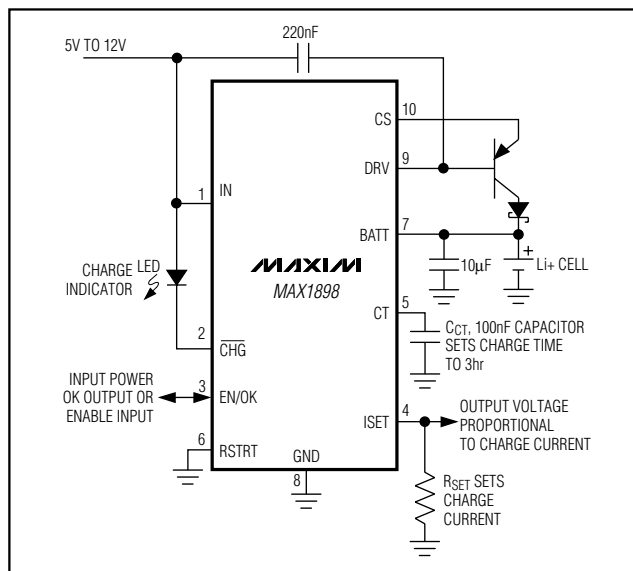 220nF
5V TO 12V
10
CS
9
DRV
1
IN
7
BATT
MAXIM
MAX1898
10μF
+
Li+ CELL
LED
CHARGE
INDICATOR
5
CT
CCT, 100nF CAPACITOR
SETS CHARGE TIME
TO 3hr
2
CHG
INPUT POWER
OK OUTPUT OR
ENABLE INPUT
3
EN/OK
4
ISET
OUTPUT VOLTAGE
PROPORTIONAL
TO CHARGE CURRENT
6
RSTRT
GND
8
RSET SETS
CHARGE
CURRENT